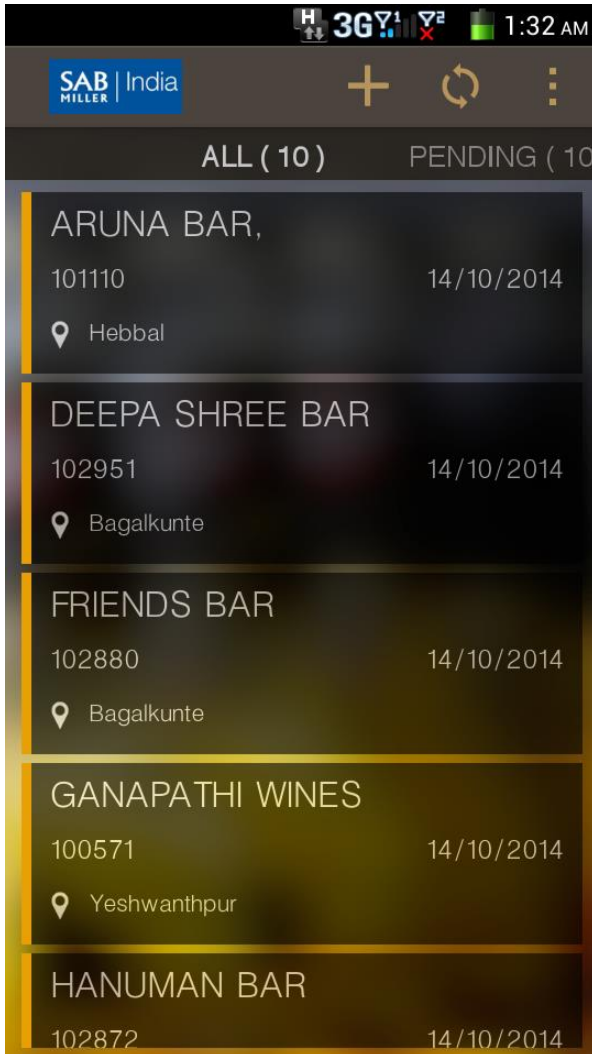 H 3G 1 2 1:32 AM
SAB MILLER | India
ALL ( 10 ) PENDING ( 10
ARUNA BAR,
101110 14/10/2014
Hebbal
DEEPA SHREE BAR
102951 14/10/2014
Bagalkunte
FRIENDS BAR
102880 14/10/2014
Bagalkunte
GANAPATHI WINES
100571 14/10/2014
Yeshwanthpur
HANUMAN BAR
102872 14/10/2014